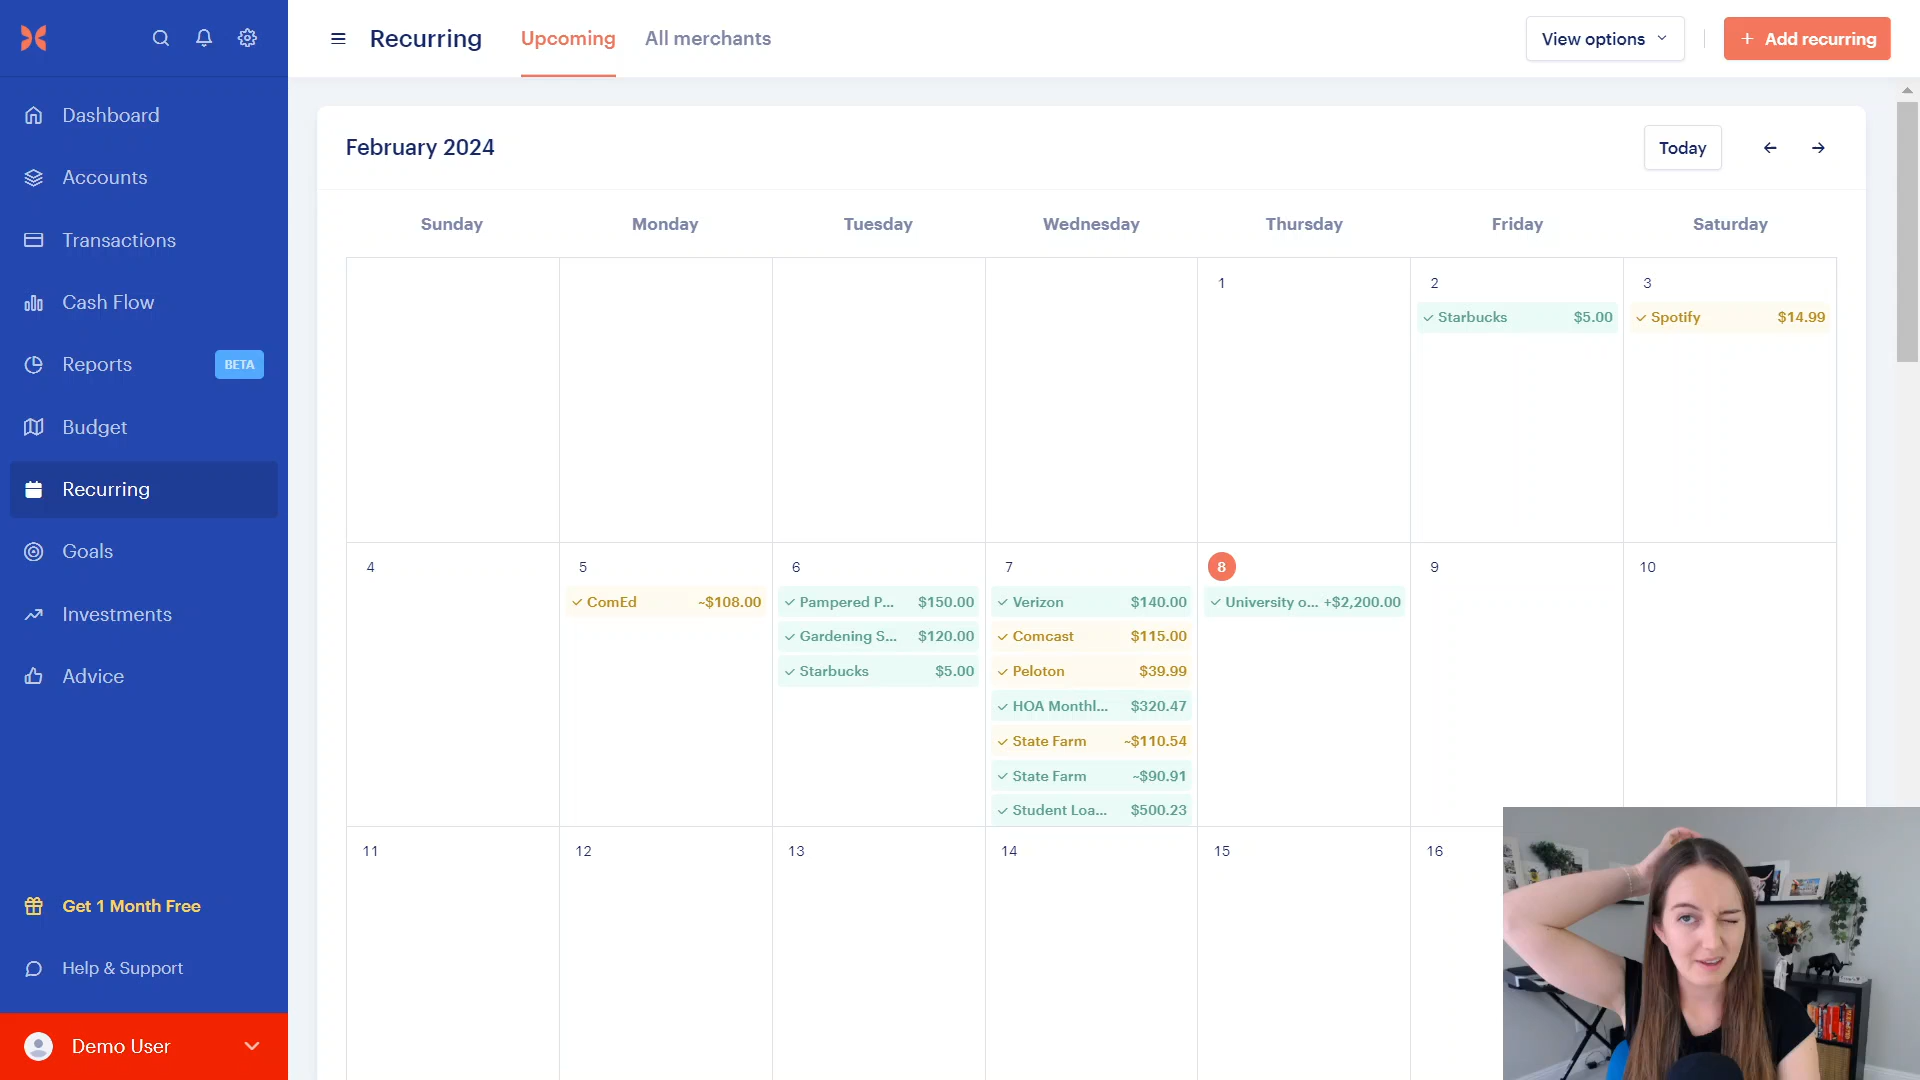 Recurring
Upcoming
All merchants
View options
+ Add recurring
Dashboard
Accounts
Transactions
Cash Flow
Reports
BETA
Budget
Recurring
Goals
Investments
Advice
Get 1 Month Free
Help & Support
Demo User
February 2024
Today
Sunday Monday Tuesday Wednesday Thursday Friday Saturday
1
2
Starbucks $5.00
3
Spotify $14.99
4
5
ComEd ~$108.00
6
Pampered P... $150.00
Gardening S... $120.00
Starbucks $5.00
7
Verizon $140.00
Comcast $115.00
Peloton $39.99
HOA Monthl... $320.47
State Farm ~$110.54
State Farm ~$90.91
Student Loa... $500.23
8
University o... +$2,200.00
9
10
11
12
13
14
15
16